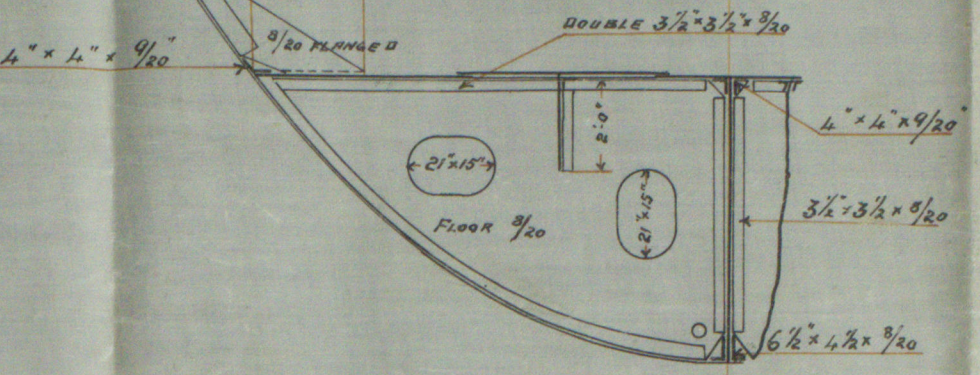 DOUBLE 3½"×3½"× 8/20
8/20 FLANGED
4" × 4" × 9/20"
2'.0"
4" × 4" × 9/20"
21"×15"
21"×15"
3½"×3½ × 8/20
FLOOR 8/20
6½" × 4½ × 8/20